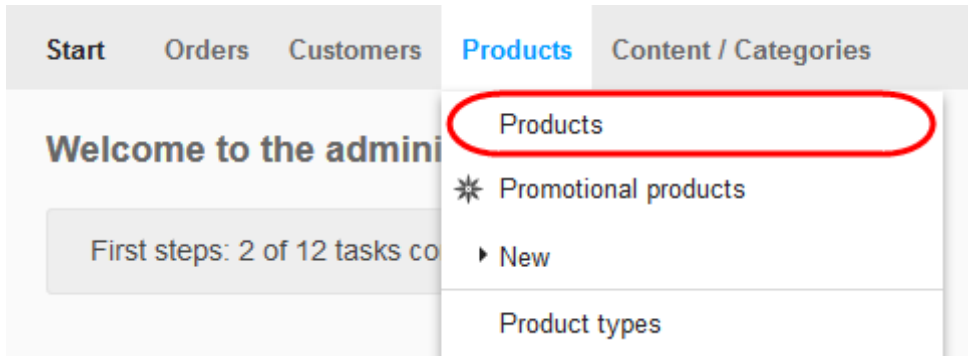 Start Orders Customers Products Content / Categories
Products
Welcome to the admini
Promotional products
First steps: 2 of 12 tasks co
New
Product types